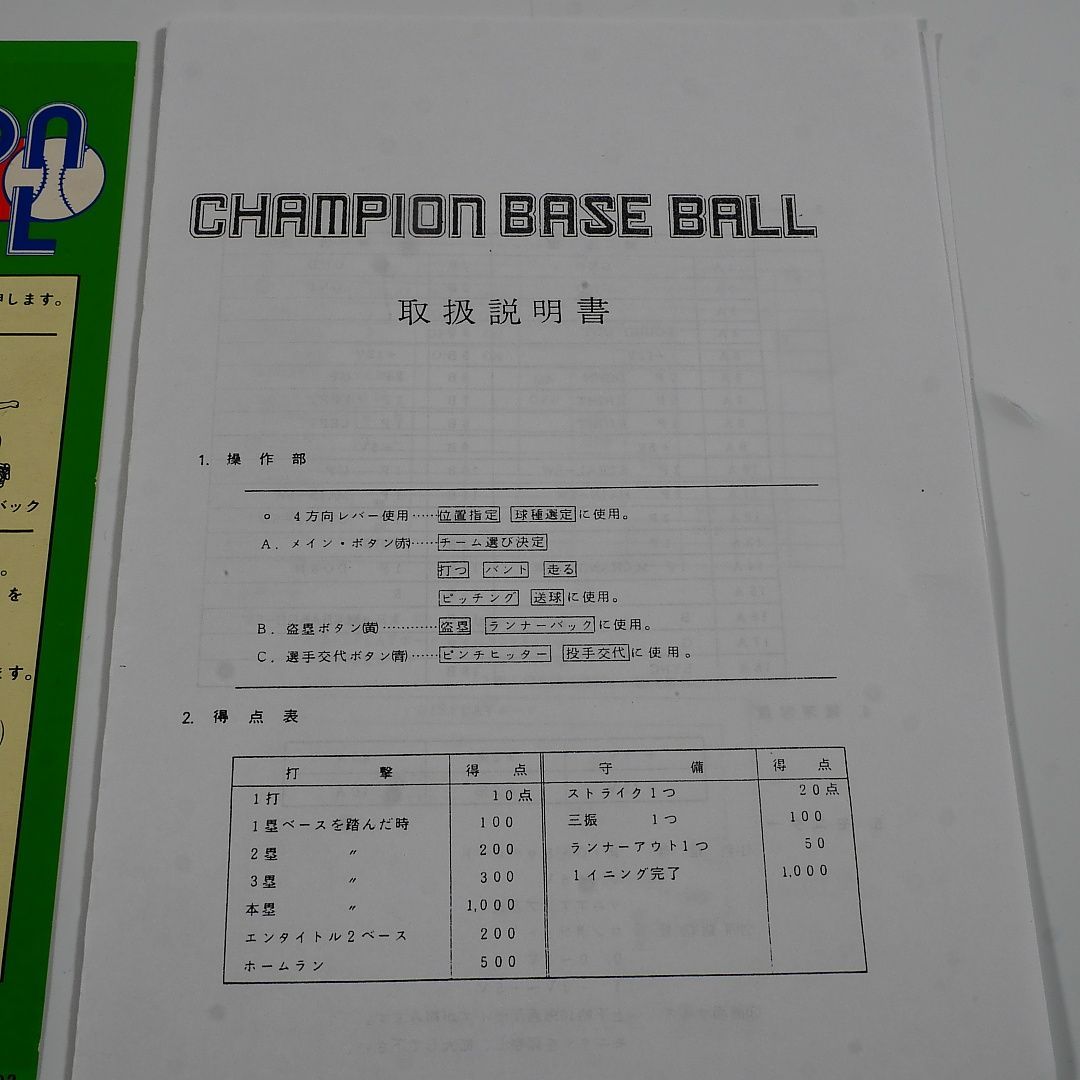 CHAMPION BASE BALL
取扱説明書
1. 操作部
○ 4方向レバー使用……位置指定 球種選定に使用。
A. メイン・ボタン(赤)……チーム選び決定
打つ バント 走る
ピッチング 送球に使用。
B. 盗塁ボタン(黄)…………盗塁 ランナーバックに使用。
C. 選手交代ボタン(青)……ピンチヒッター 投手交代に使用。
2. 得点表
打撃 得点 守備 得点
1打 10点 ストライク1つ 20点
1塁ベースを踏んだ時 100 三振 1つ 100
2塁 〃 200 ランナーアウト1つ 50
3塁 〃 300 1イニング完了 1,000
本塁 〃 1,000
エンタイトル2ベース 200
ホームラン 500
します。
バック
。
を
ます。